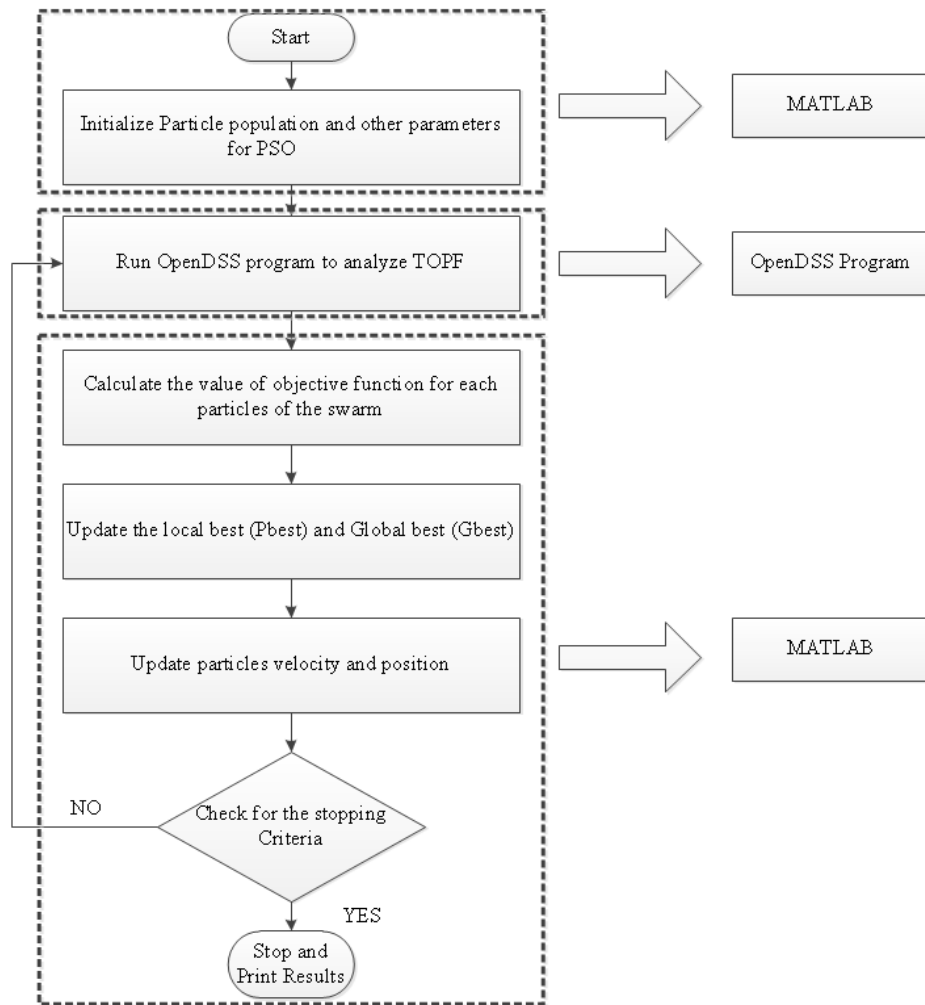 Start
Initialize Particle population and other parameters
for PSO
MATLAB
Run OpenDSS program to analyze TOPF
OpenDSS Program
Calculate the value of objective function for each
particles of the swarm
Update the local best (Pbest) and Global best (Gbest)
Update particles velocity and position
MATLAB
Check for the stopping
Criteria
NO
YES
Stop and
Print Results